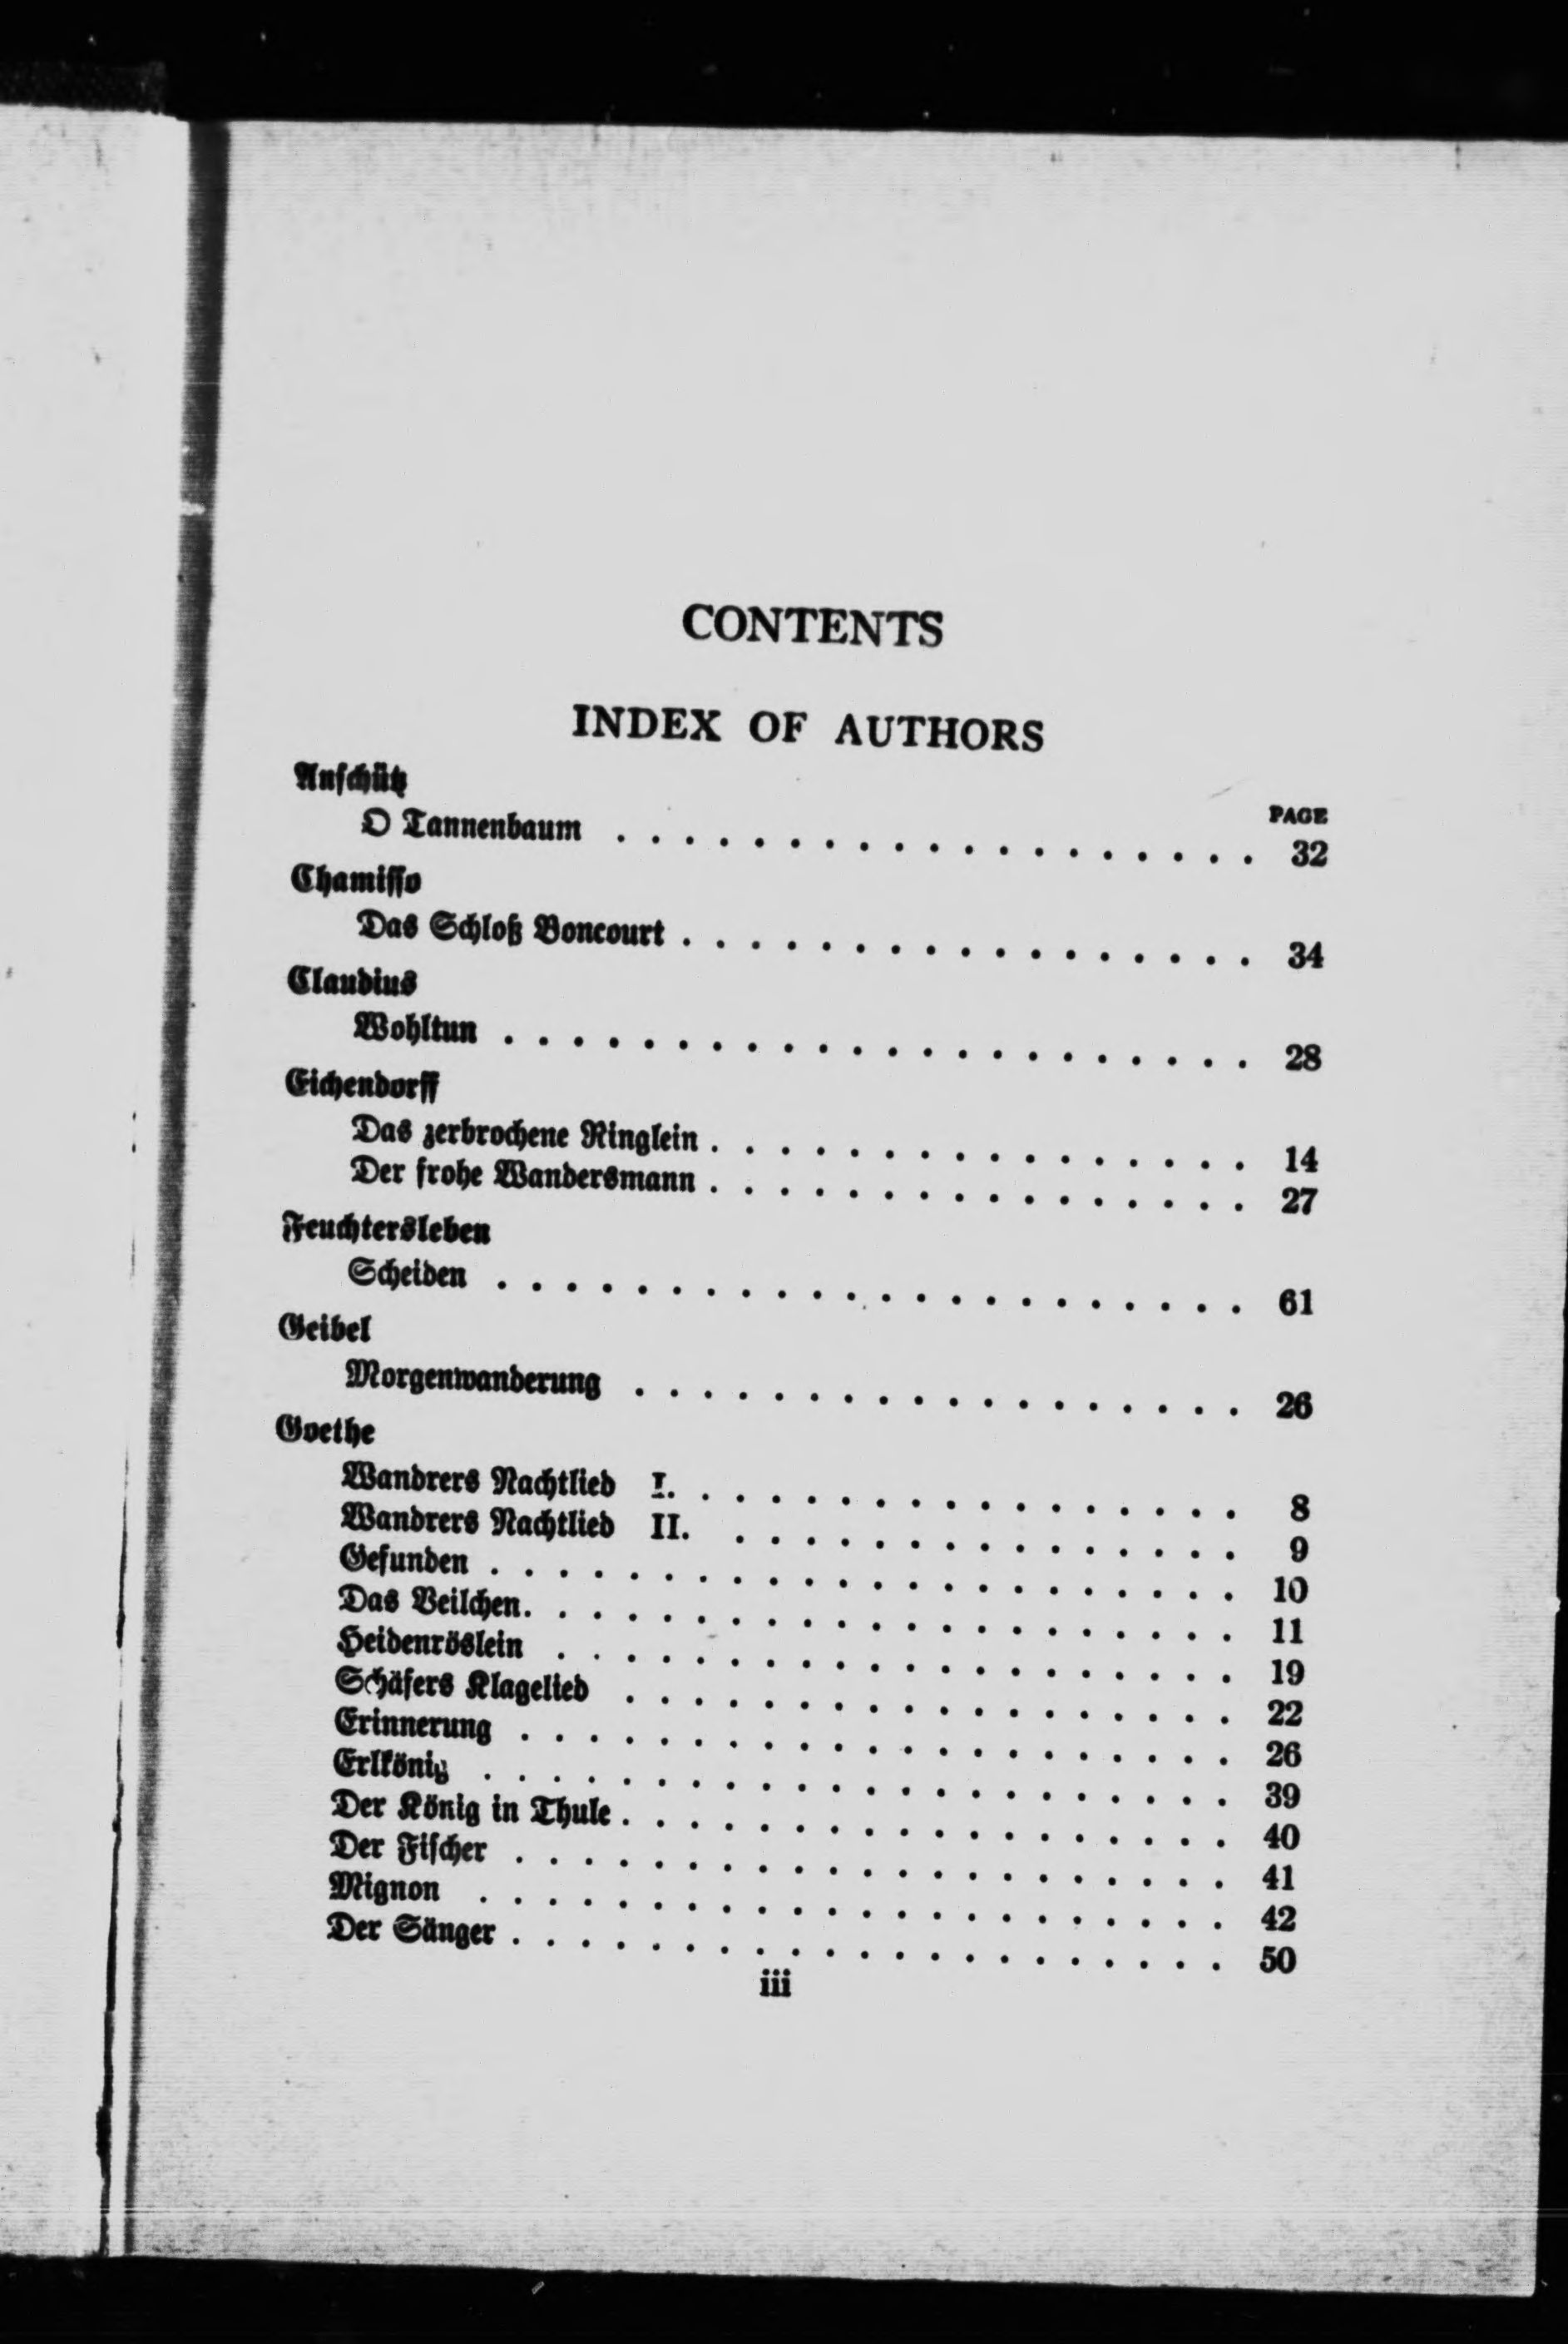 CONTENTS
INDEX OF AUTHORS
Anschütz
PAGE
O Tannenbaum . . . . . . . . . . . . . . . . . . . 32
Chamisso
Das Schloß Boncourt . . . . . . . . . . . . . . . . . 34
Claudius
Wohltun . . . . . . . . . . . . . . . . . . . . . . 28
Eichendorff
Das zerbrochene Ringlein . . . . . . . . . . . . . . . . 14
Der frohe Wandersmann . . . . . . . . . . . . . . . . 27
Feuchtersleben
Scheiden . . . . . . . . . . . . . . . . . . . . . . 61
Geibel
Morgenwanderung . . . . . . . . . . . . . . . . . . 26
Goethe
Wandrers Nachtlied I. . . . . . . . . . . . . . . . . 8
Wandrers Nachtlied II. . . . . . . . . . . . . . . . 9
Gefunden . . . . . . . . . . . . . . . . . . . . . . 10
Das Veilchen. . . . . . . . . . . . . . . . . . . . . 11
Heidenröslein . . . . . . . . . . . . . . . . . . . . 19
Schäfers Klagelied . . . . . . . . . . . . . . . . . . 22
Erinnerung . . . . . . . . . . . . . . . . . . . . . 26
Erlkönig . . . . . . . . . . . . . . . . . . . . . . 39
Der König in Thule . . . . . . . . . . . . . . . . . . 40
Der Fischer . . . . . . . . . . . . . . . . . . . . . 41
Mignon . . . . . . . . . . . . . . . . . . . . . . 42
Der Sänger . . . . . . . . . . . . . . . . . . . . . 50
iii